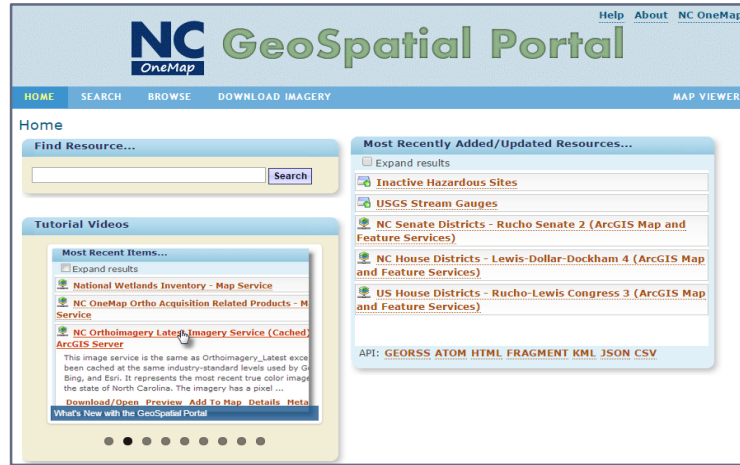 Help About NC OneMap
NC
OneMap
GeoSpatial Portal
HOME SEARCH BROWSE DOWNLOAD IMAGERY MAP VIEWER
Home
Find Resource...
Search
Tutorial Videos
Most Recent Items...
Expand results
National Wetlands Inventory - Map Service
NC OneMap Ortho Acquisition Related Products - M
Service
NC Orthoimagery Latest Imagery Service (Cached)
ArcGIS Server
This image service is the same as Orthoimagery_Latest exce
been cached at the same industry-standard levels used by G
Bing, and Esri. It represents the most recent true color image
the state of North Carolina. The imagery has a pixel ...
Download/Open Preview Add To Map Details Meta
What's New with the GeoSpatial Portal
Most Recently Added/Updated Resources...
Expand results
Inactive Hazardous Sites
USGS Stream Gauges
NC Senate Districts - Rucho Senate 2 (ArcGIS Map and
Feature Services)
NC House Districts - Lewis-Dollar-Dockham 4 (ArcGIS Map
and Feature Services)
US House Districts - Rucho-Lewis Congress 3 (ArcGIS Map
and Feature Services)
API: GEORSS ATOM HTML FRAGMENT KML JSON CSV